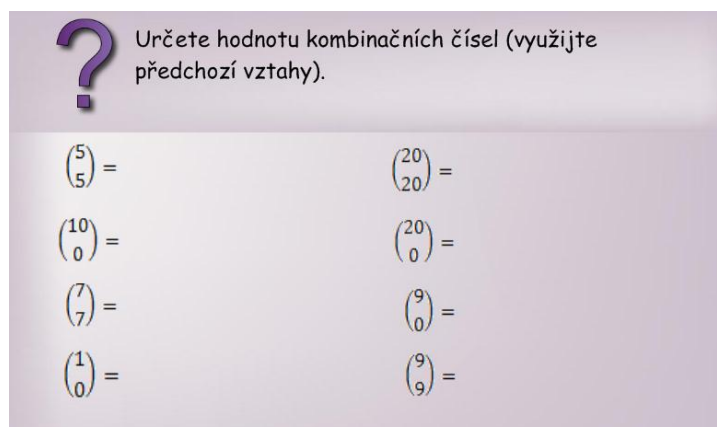 ?
Určete hodnotu kombinačních čísel (využijte
předchozí vztahy).
(5 5) = (20 20) =
(10 0) = (20 0) =
(7 7) = (9 0) =
(1 0) = (9 9) =